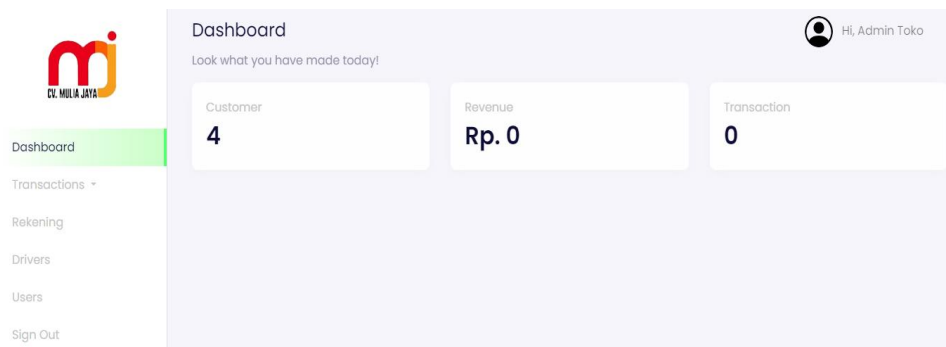 CV. MULIA JAYA
Dashboard
Transactions
Rekening
Drivers
Users
Sign Out
Dashboard
Hi, Admin Toko
Look what you have made today!
Customer
4
Revenue
Rp. 0
Transaction
0